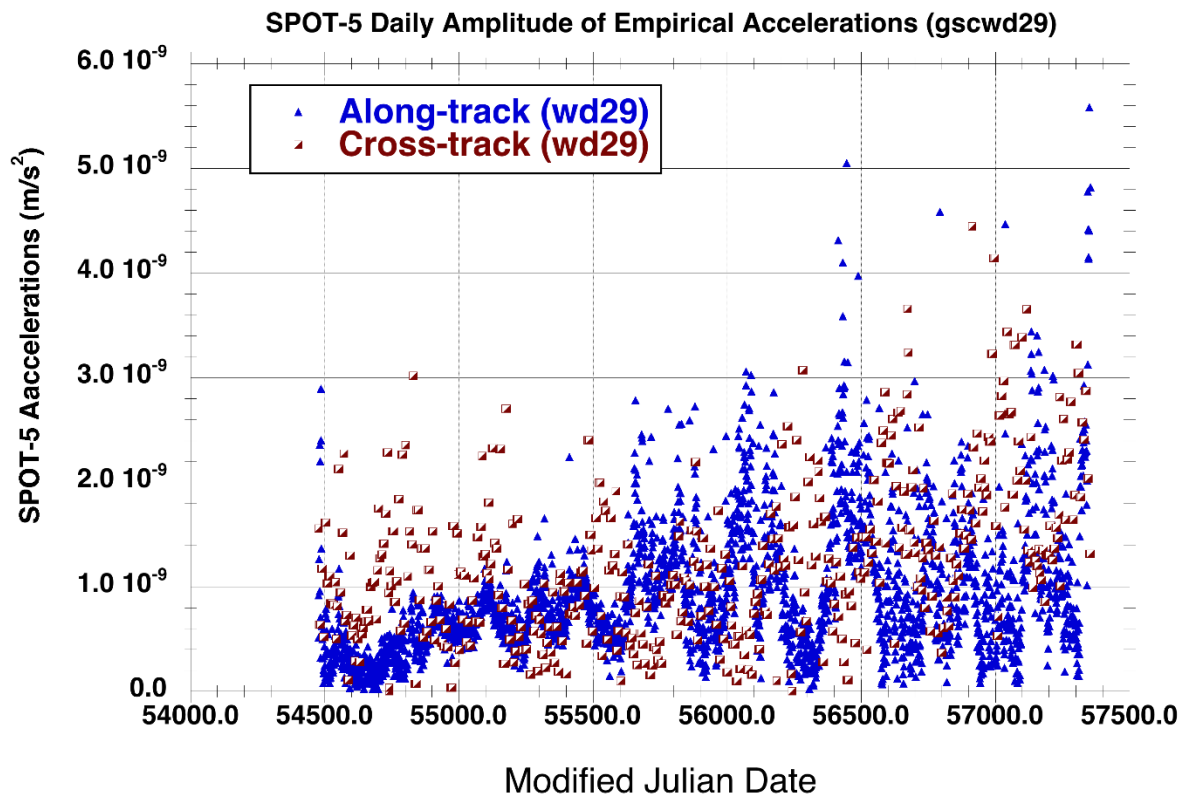 SPOT-5 Daily Amplitude of Empirical Accelerations (gscwd29)
SPOT-5 Aaccelerations (m/s²)
6.0 10⁻⁹
5.0 10⁻⁹
4.0 10⁻⁹
3.0 10⁻⁹
2.0 10⁻⁹
1.0 10⁻⁹
0.0
Along-track (wd29)
Cross-track (wd29)
54000.0 54500.0 55000.0 55500.0 56000.0 56500.0 57000.0 57500.0
Modified Julian Date